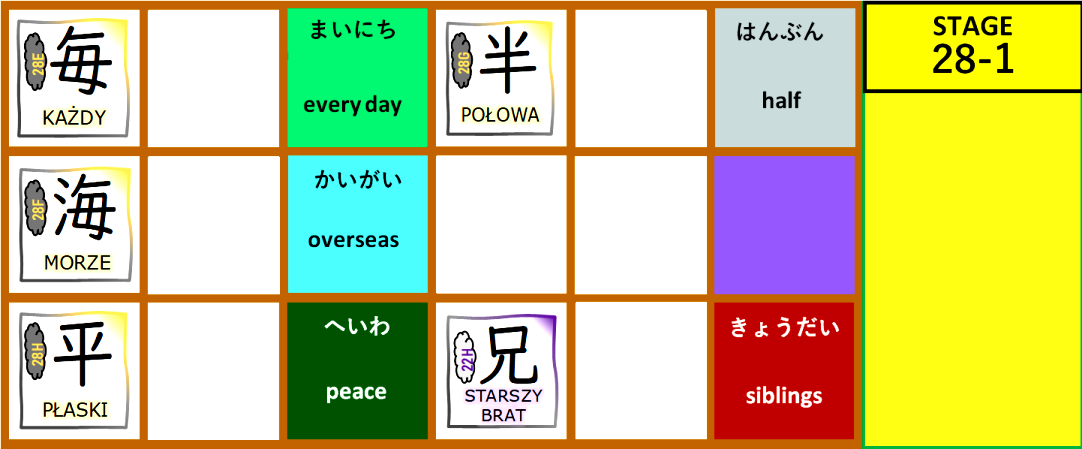 28E
毎
KAŻDY
まいにち
every day
28G
半
POŁOWA
はんぶん
half
STAGE
28-1
28F
海
MORZE
かいがい
overseas
28H
平
PŁASKI
へいわ
peace
22H
兄
STARSZY
BRAT
きょうだい
siblings